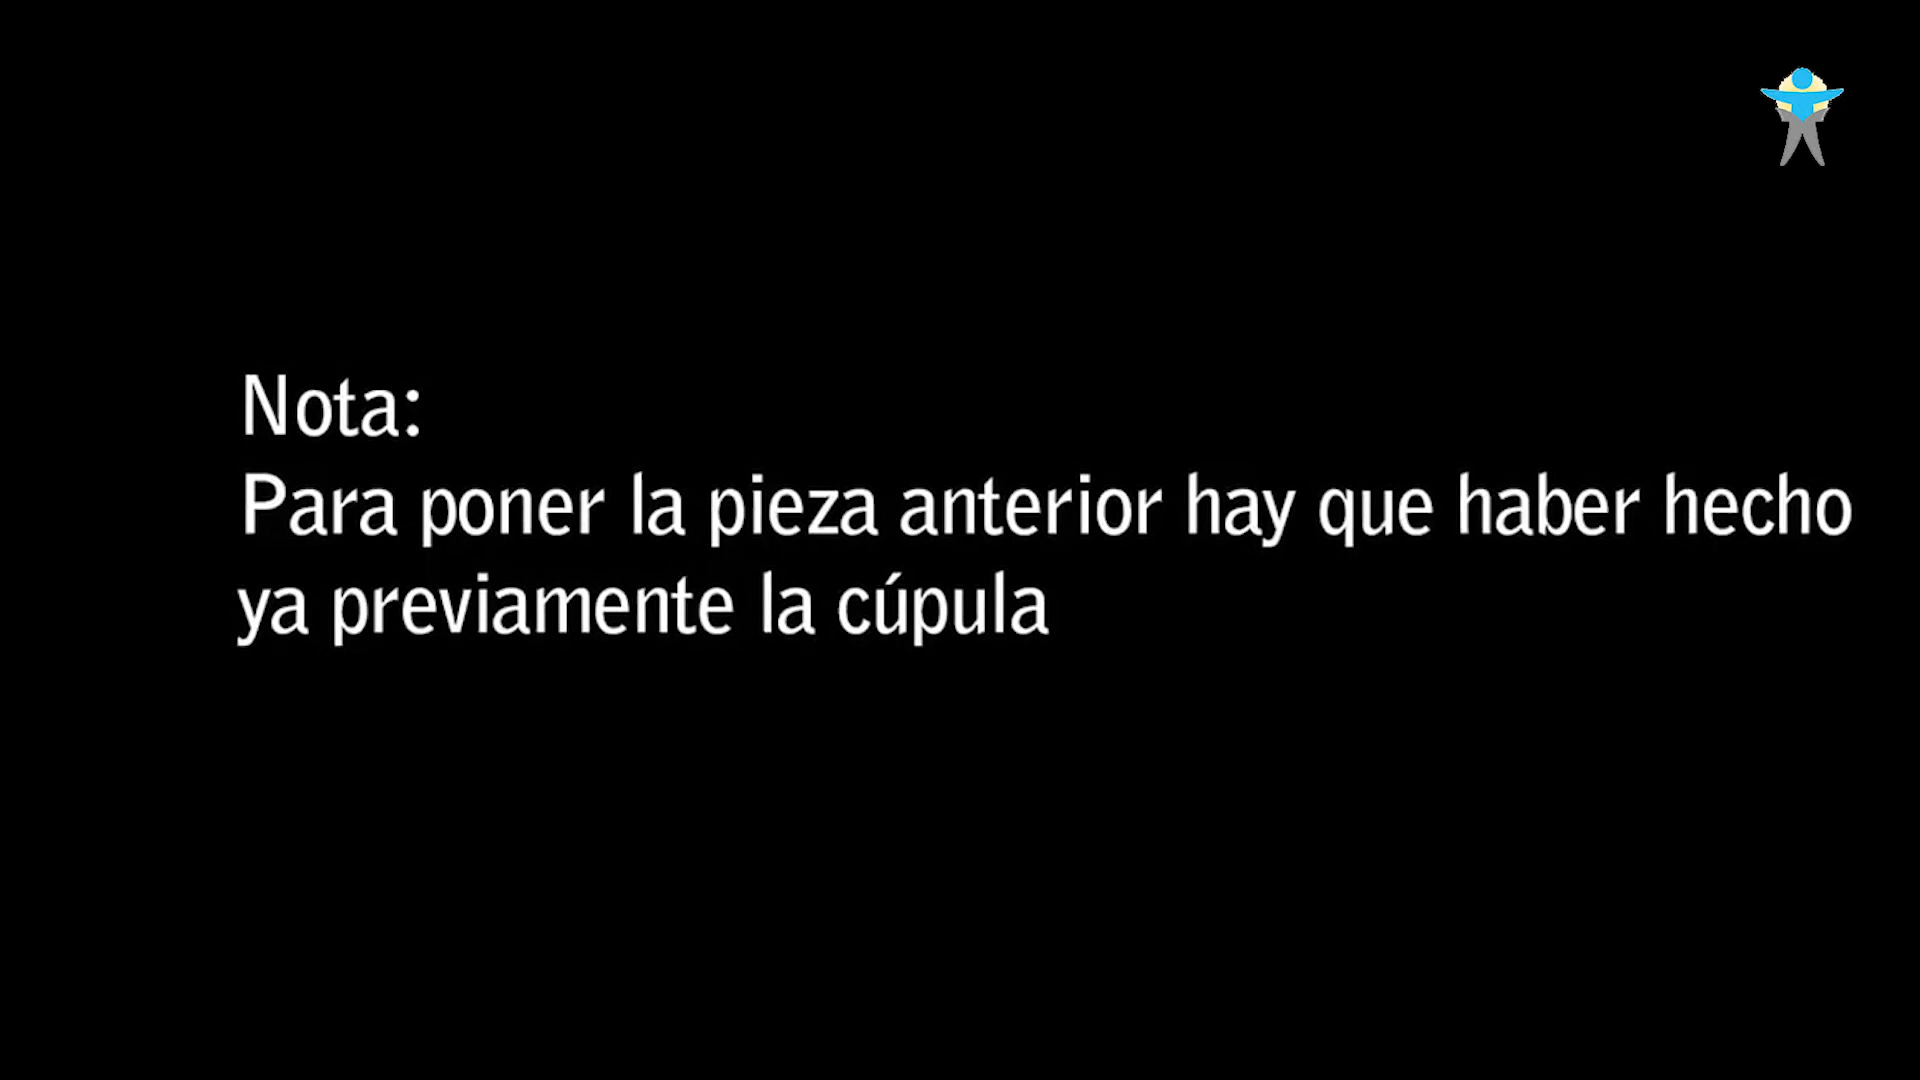 Nota:
Para poner la pieza anterior hay que haber hecho
ya previamente la cúpula